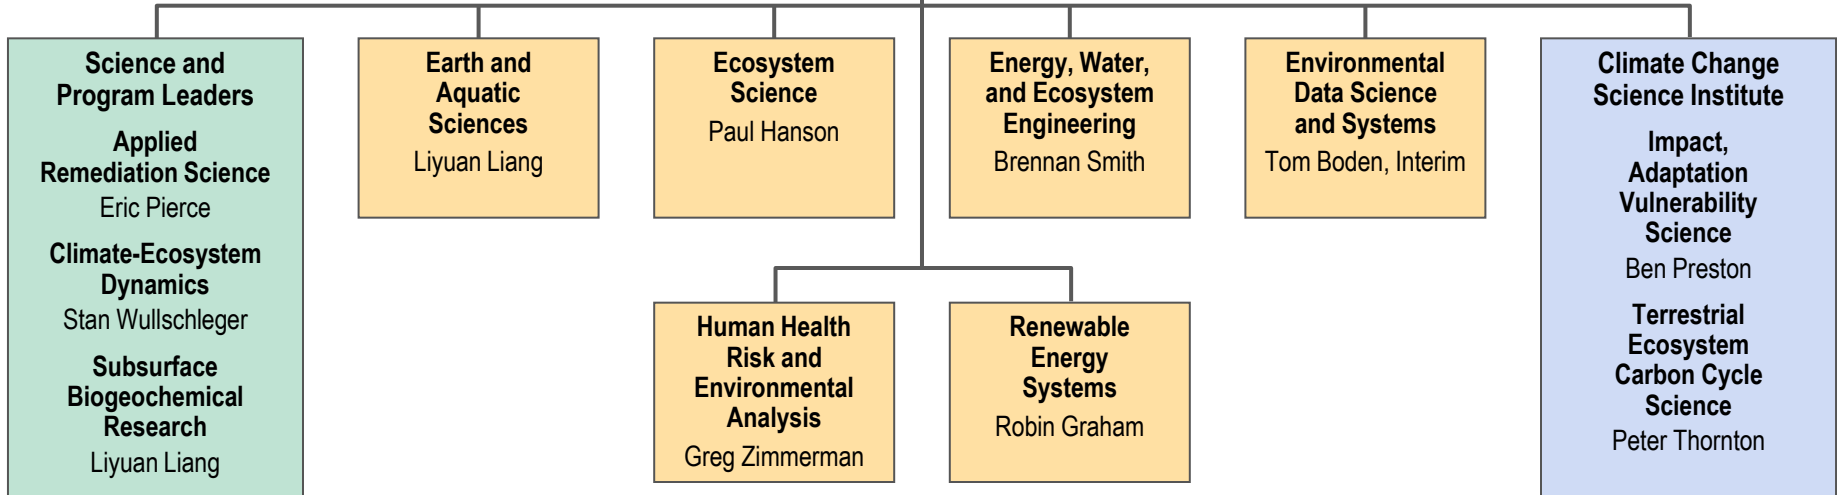 Science and
Program Leaders
Applied
Remediation Science
Eric Pierce
Climate-Ecosystem
Dynamics
Stan Wullschleger
Subsurface
Biogeochemical
Research
Liyuan Liang
Earth and
Aquatic
Sciences
Liyuan Liang
Ecosystem
Science
Paul Hanson
Energy, Water,
and Ecosystem
Engineering
Brennan Smith
Environmental
Data Science
and Systems
Tom Boden, Interim
Human Health
Risk and
Environmental
Analysis
Greg Zimmerman
Renewable
Energy
Systems
Robin Graham
Climate Change
Science Institute
Impact,
Adaptation
Vulnerability
Science
Ben Preston
Terrestrial
Ecosystem
Carbon Cycle
Science
Peter Thornton